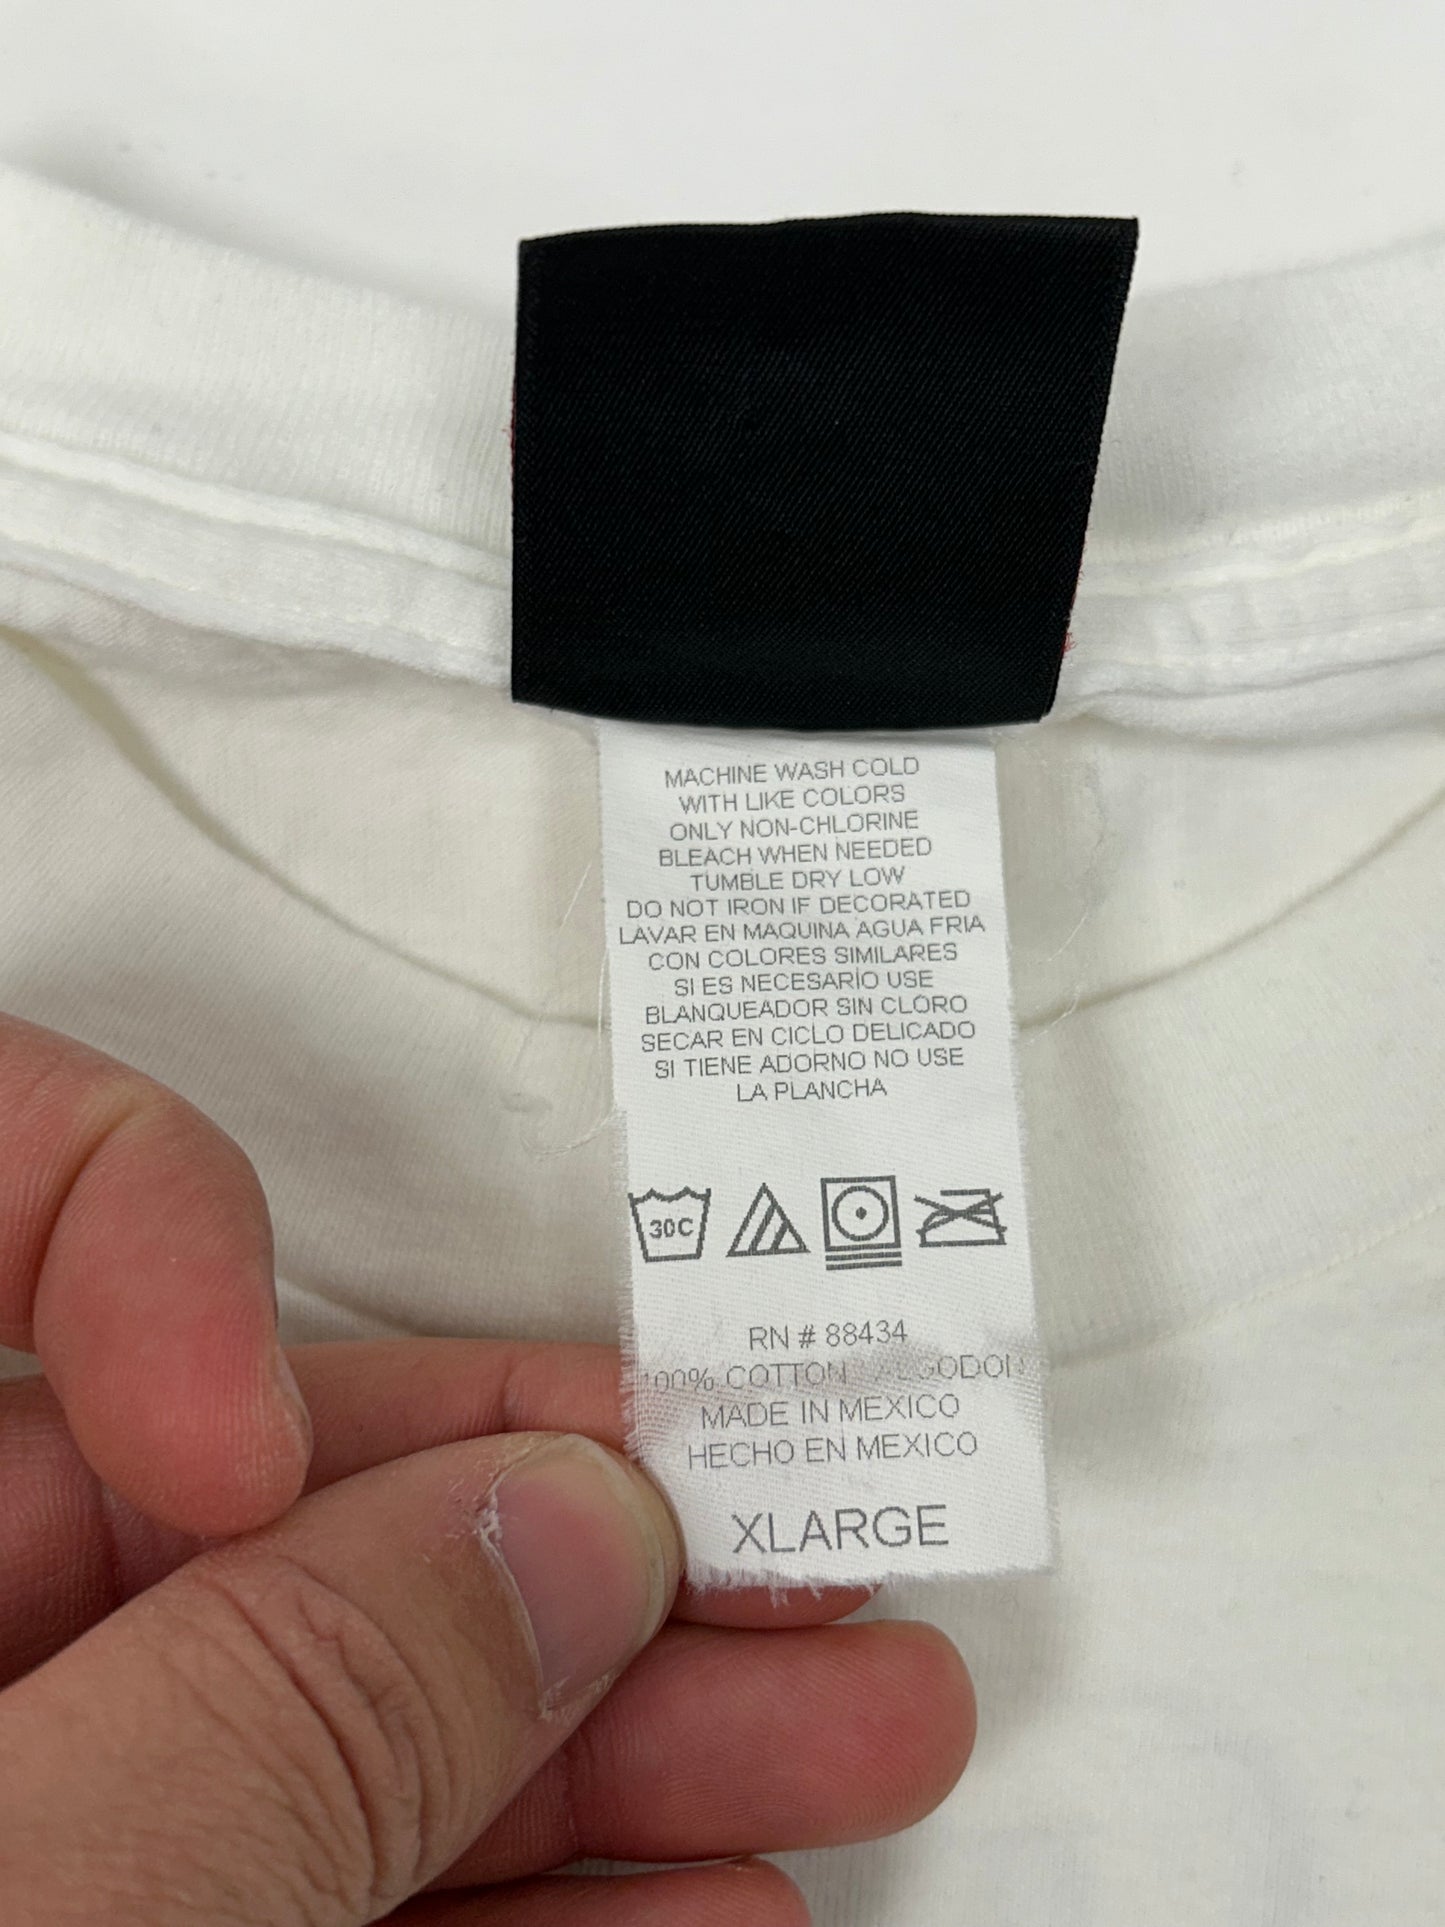 MACHINE WASH COLD
WITH LIKE COLORS
ONLY NON-CHLORINE
BLEACH WHEN NEEDED
TUMBLE DRY LOW
DO NOT IRON IF DECORATED
LAVAR EN MAQUINA AGUA FRIA
CON COLORES SIMILARES
SI ES NECESARIO USE
BLANQUEADOR SIN CLORO
SECAR EN CICLO DELICADO
SI TIENE ADORNO NO USE
LA PLANCHA
30C
RN # 88434
100% COTTON ALGODON
MADE IN MEXICO
HECHO EN MEXICO
XLARGE